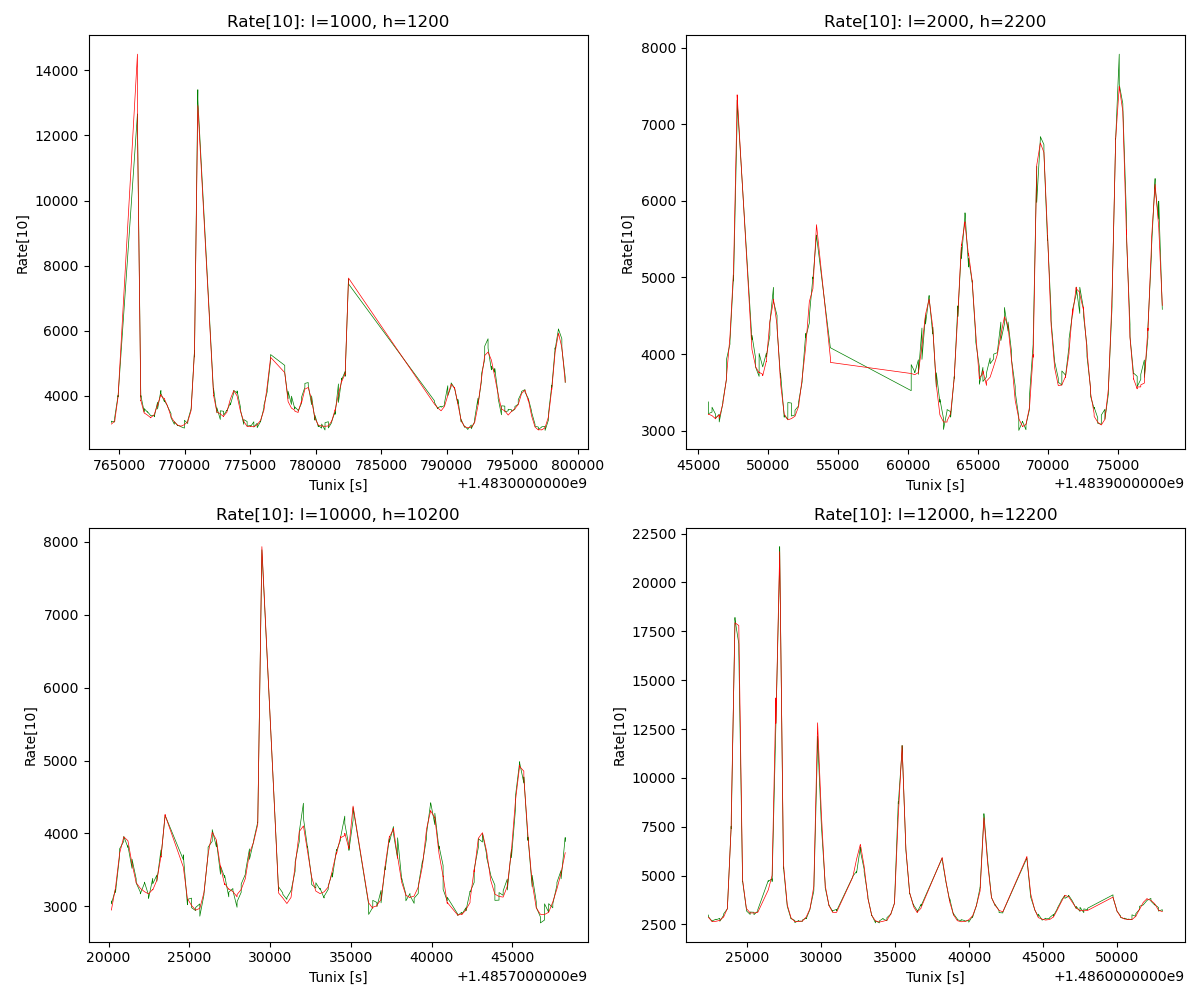 Rate[10]: l=1000, h=1200
Rate[10]
14000
12000
10000
8000
6000
4000
765000 770000 775000 780000 785000 790000 795000 800000
Tunix [s]
+1.4830000000e9
Rate[10]: l=2000, h=2200
Rate[10]
8000
7000
6000
5000
4000
3000
45000 50000 55000 60000 65000 70000 75000
Tunix [s]
+1.4839000000e9
Rate[10]: l=10000, h=10200
Rate[10]
8000
7000
6000
5000
4000
3000
20000 25000 30000 35000 40000 45000
Tunix [s]
+1.4857000000e9
Rate[10]: l=12000, h=12200
Rate[10]
22500
20000
17500
15000
12500
10000
7500
5000
2500
25000 30000 35000 40000 45000 50000
Tunix [s]
+1.4860000000e9